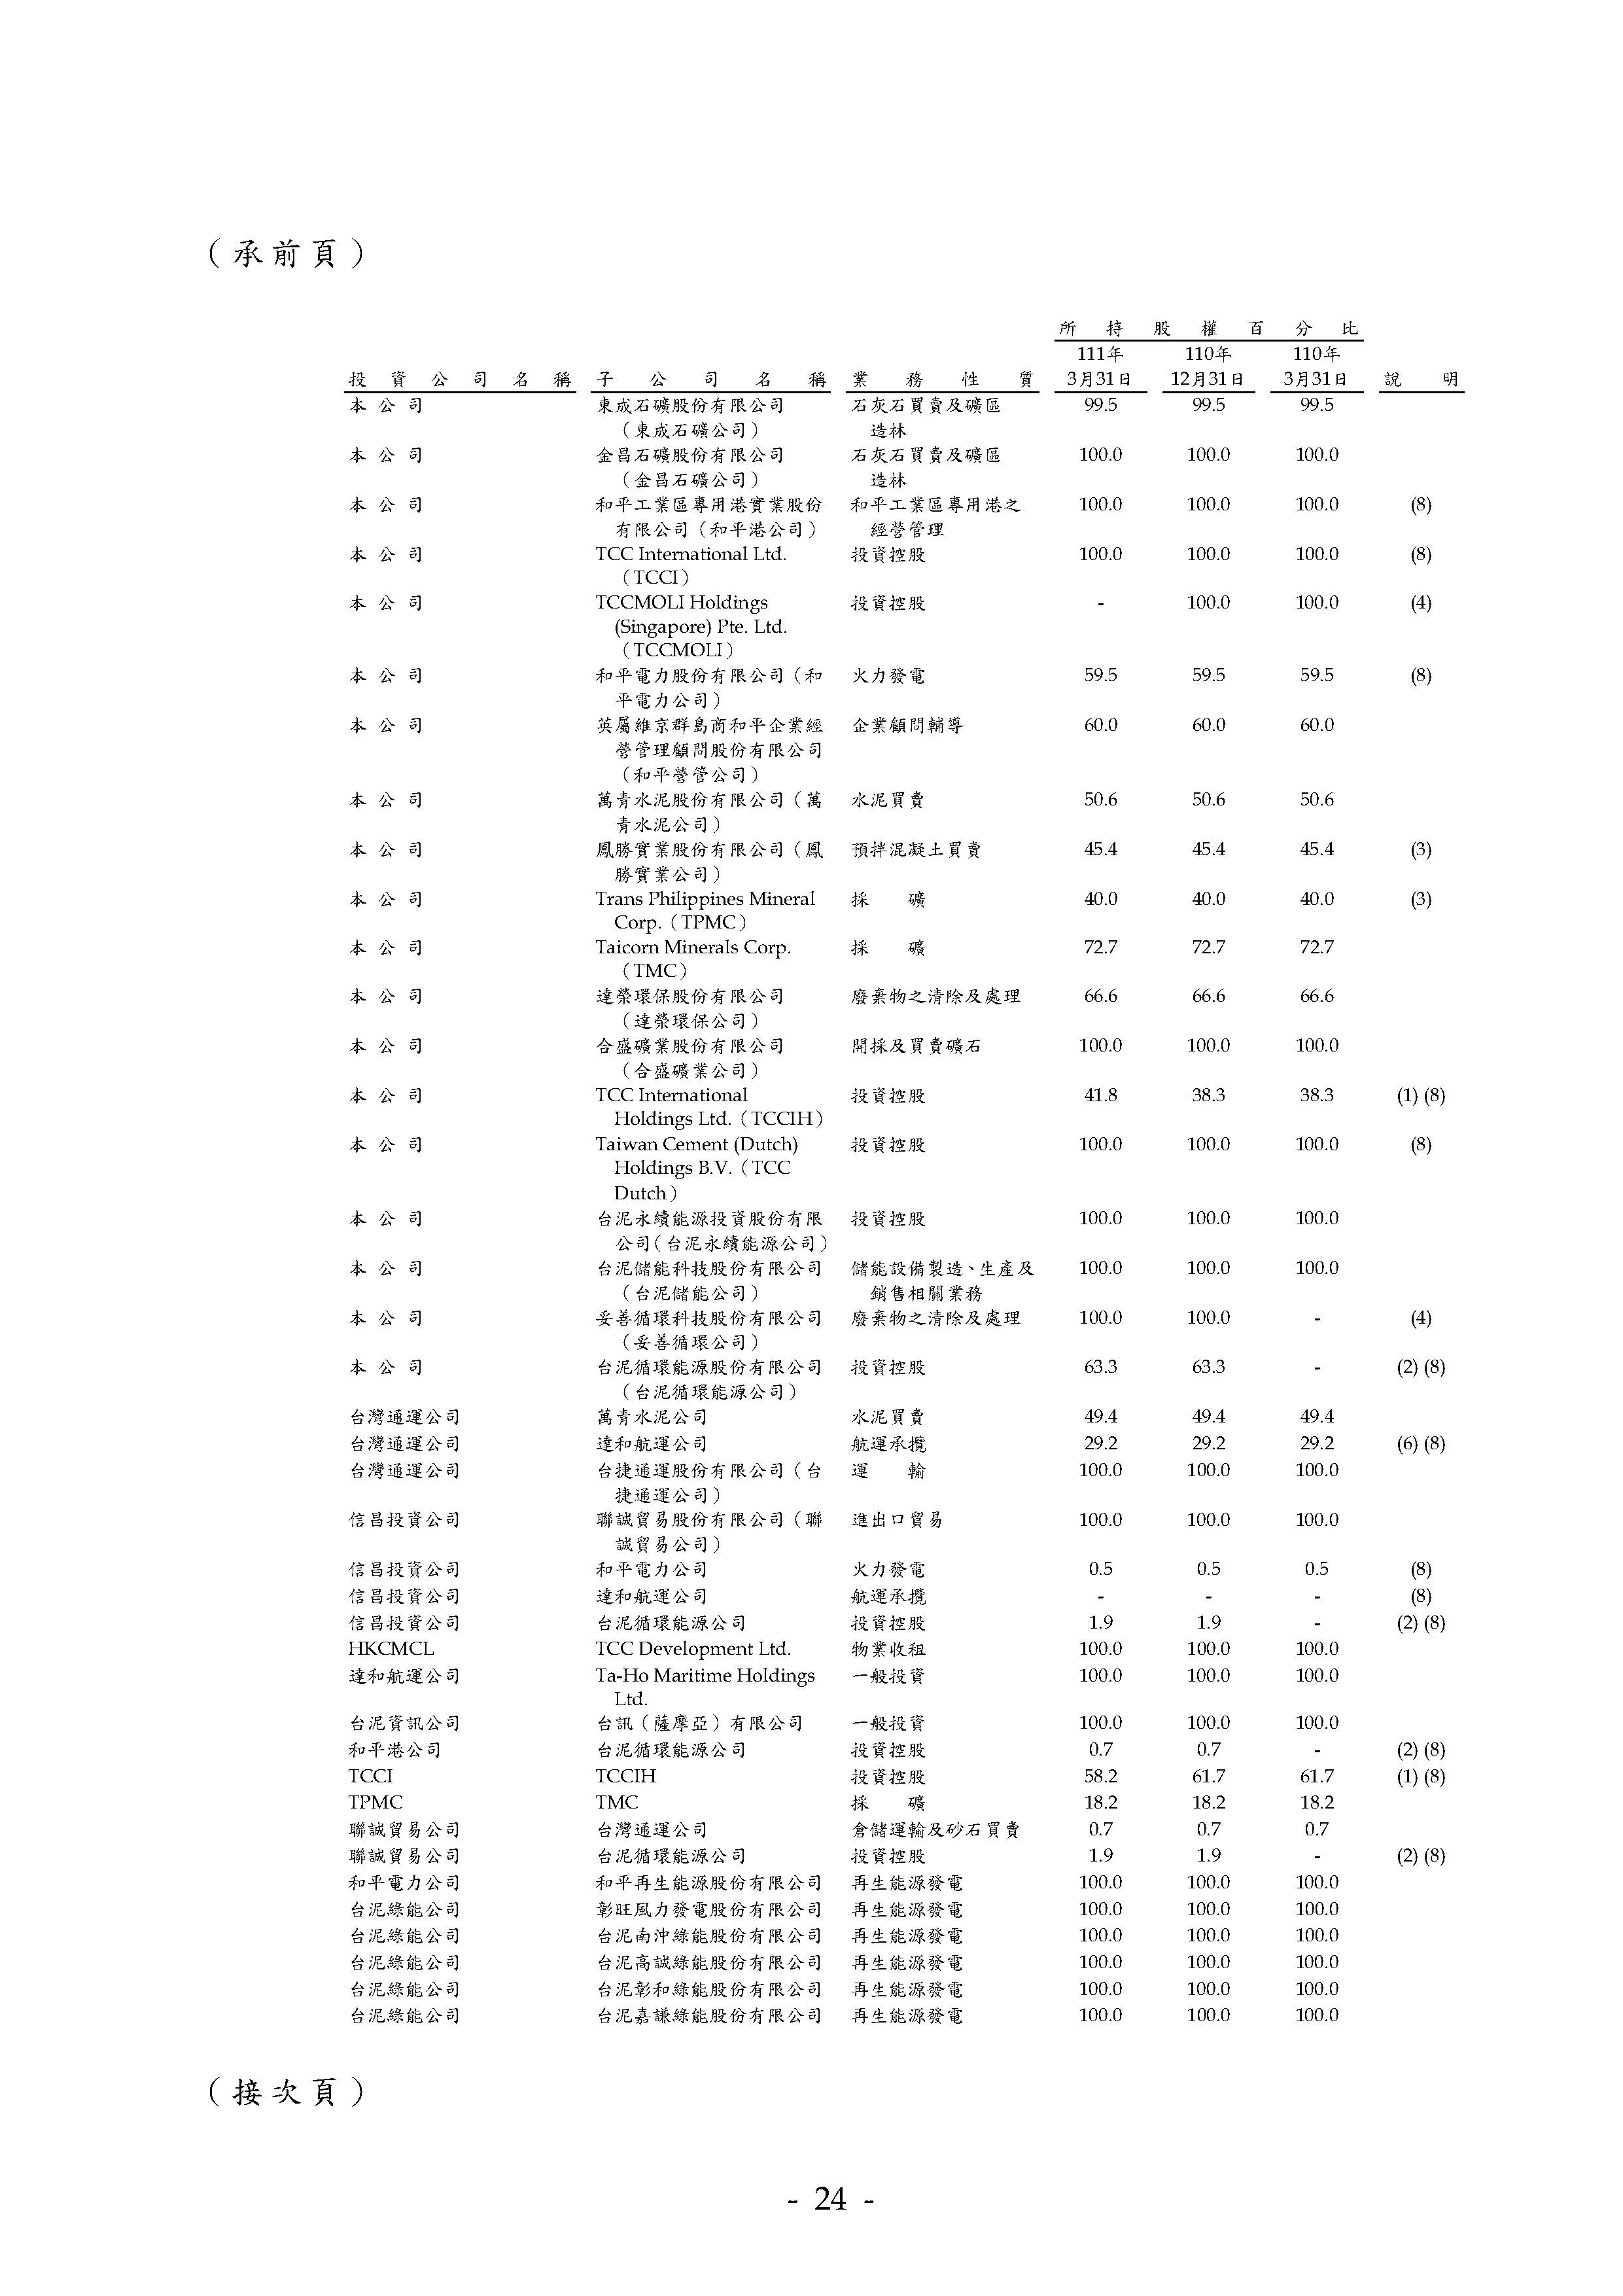 （承前頁）
所持股權百分比
111年 110年 110年
投資公司名稱 子公司名稱 業務性質 3月31日 12月31日 3月31日 說明
本公司 東成石礦股份有限公司 石灰石買賣及礦區 99.5 99.5 99.5
（東成石礦公司） 造林
本公司 金昌石礦股份有限公司 石灰石買賣及礦區 100.0 100.0 100.0
（金昌石礦公司） 造林
本公司 和平工業區專用港實業股份 和平工業區專用港之 100.0 100.0 100.0 (8)
有限公司（和平港公司） 經營管理
本公司 TCC International Ltd. 投資控股 100.0 100.0 100.0 (8)
（TCCI）
本公司 TCCMOLI Holdings 投資控股 - 100.0 100.0 (4)
(Singapore) Pte. Ltd.
（TCCMOLI）
本公司 和平電力股份有限公司（和 火力發電 59.5 59.5 59.5 (8)
平電力公司）
本公司 英屬維京群島商和平企業經 企業顧問輔導 60.0 60.0 60.0
營管理顧問股份有限公司
（和平營管公司）
本公司 萬青水泥股份有限公司（萬 水泥買賣 50.6 50.6 50.6
青水泥公司）
本公司 鳳勝實業股份有限公司（鳳 預拌混凝土買賣 45.4 45.4 45.4 (3)
勝實業公司）
本公司 Trans Philippines Mineral 採礦 40.0 40.0 40.0 (3)
Corp.（TPMC）
本公司 Taicorn Minerals Corp. 採礦 72.7 72.7 72.7
（TMC）
本公司 達榮環保股份有限公司 廢棄物之清除及處理 66.6 66.6 66.6
（達榮環保公司）
本公司 合盛礦業股份有限公司 開採及買賣礦石 100.0 100.0 100.0
（合盛礦業公司）
本公司 TCC International 投資控股 41.8 38.3 38.3 (1) (8)
Holdings Ltd.（TCCIH）
本公司 Taiwan Cement (Dutch) 投資控股 100.0 100.0 100.0 (8)
Holdings B.V.（TCC
Dutch）
本公司 台泥永續能源投資股份有限 投資控股 100.0 100.0 100.0
公司（台泥永續能源公司）
本公司 台泥儲能科技股份有限公司 儲能設備製造、生產及 100.0 100.0 100.0
（台泥儲能公司） 銷售相關業務
本公司 妥善循環科技股份有限公司 廢棄物之清除及處理 100.0 100.0 - (4)
（妥善循環公司）
本公司 台泥循環能源股份有限公司 投資控股 63.3 63.3 - (2) (8)
（台泥循環能源公司）
台灣通運公司 萬青水泥公司 水泥買賣 49.4 49.4 49.4
台灣通運公司 達和航運公司 航運承攬 29.2 29.2 29.2 (6) (8)
台灣通運公司 台捷通運股份有限公司（台 運輸 100.0 100.0 100.0
捷通運公司）
信昌投資公司 聯誠貿易股份有限公司（聯 進出口貿易 100.0 100.0 100.0
誠貿易公司）
信昌投資公司 和平電力公司 火力發電 0.5 0.5 0.5 (8)
信昌投資公司 達和航運公司 航運承攬 - - - (8)
信昌投資公司 台泥循環能源公司 投資控股 1.9 1.9 - (2) (8)
HKCMCL TCC Development Ltd. 物業收租 100.0 100.0 100.0
達和航運公司 Ta-Ho Maritime Holdings 一般投資 100.0 100.0 100.0
Ltd.
台泥資訊公司 台訊（薩摩亞）有限公司 一般投資 100.0 100.0 100.0
和平港公司 台泥循環能源公司 投資控股 0.7 0.7 - (2) (8)
TCCI TCCIH 投資控股 58.2 61.7 61.7 (1) (8)
TPMC TMC 採礦 18.2 18.2 18.2
聯誠貿易公司 台灣通運公司 倉儲運輸及砂石買賣 0.7 0.7 0.7
聯誠貿易公司 台泥循環能源公司 投資控股 1.9 1.9 - (2) (8)
和平電力公司 和平再生能源股份有限公司 再生能源發電 100.0 100.0 100.0
台泥綠能公司 彰旺風力發電股份有限公司 再生能源發電 100.0 100.0 100.0
台泥綠能公司 台泥南沖綠能股份有限公司 再生能源發電 100.0 100.0 100.0
台泥綠能公司 台泥高誠綠能股份有限公司 再生能源發電 100.0 100.0 100.0
台泥綠能公司 台泥彰和綠能股份有限公司 再生能源發電 100.0 100.0 100.0
台泥綠能公司 台泥嘉謙綠能股份有限公司 再生能源發電 100.0 100.0 100.0
（接次頁）
- 24 -